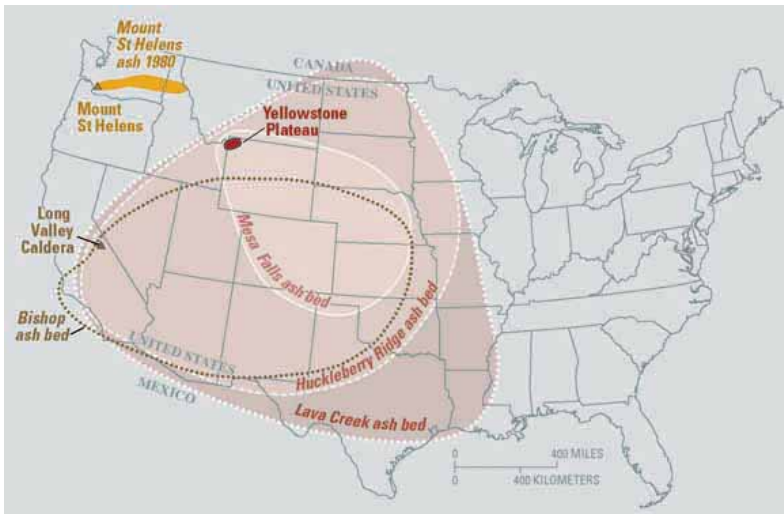 Mount
St Helens
ash 1980
CANADA
UNITED STATES
Mount
St Helens
Yellowstone
Plateau
Long
Valley
Caldera
Mesa Falls ash bed
Bishop
ash bed
Huckleberry Ridge ash bed
UNITED STATES
MEXICO
Lava Creek ash bed
0 400 MILES
0 400 KILOMETERS